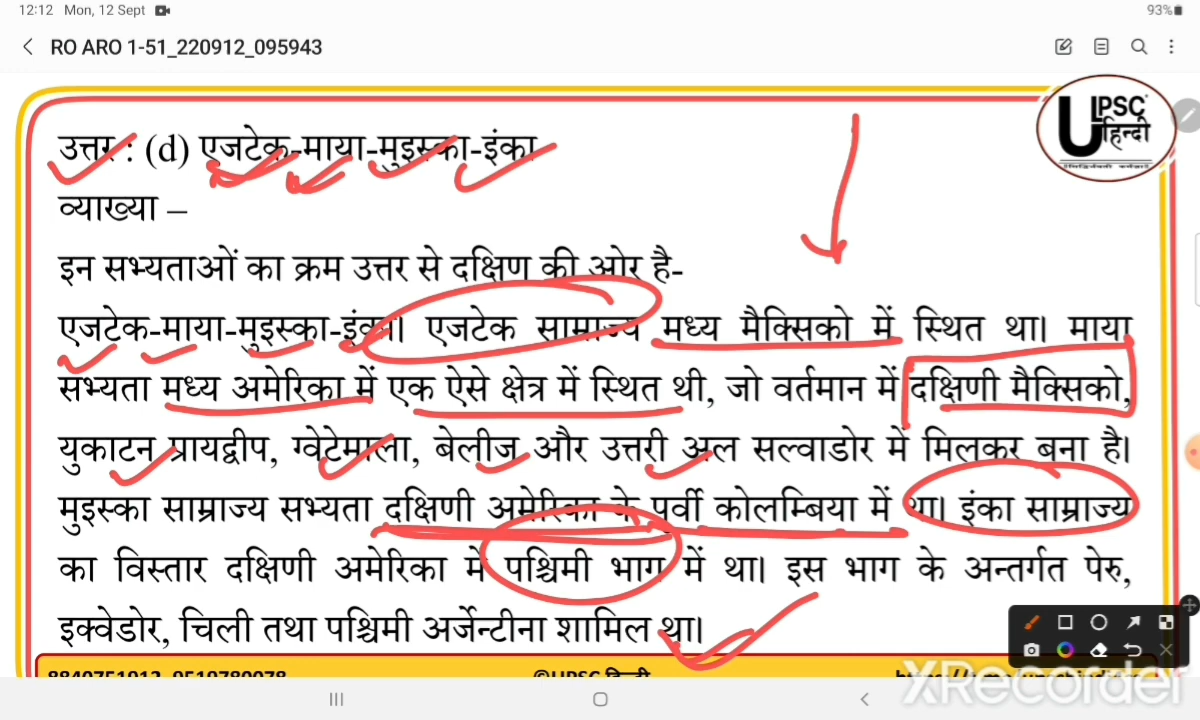 12:12 Mon, 12 Sept
93%
RO ARO 1-51_220912_095943
UPSC
हिन्दी
उत्तर : (d) एजटेक-माया-मुइस्का-इंका
व्याख्या –
इन सभ्यताओं का क्रम उत्तर से दक्षिण की ओर है-
एजटेक-माया-मुइस्का-इंका। एजटेक साम्राज्य मध्य मैक्सिको में स्थित था। माया
सभ्यता मध्य अमेरिका में एक ऐसे क्षेत्र में स्थित थी, जो वर्तमान में दक्षिणी मैक्सिको,
युकाटन प्रायद्वीप, ग्वेटेमाला, बेलीज और उत्तरी अल सल्वाडोर में मिलकर बना है।
मुइस्का साम्राज्य सभ्यता दक्षिणी अमेरिका के पुर्वी कोलम्बिया में था। इंका साम्राज्य
का विस्तार दक्षिणी अमेरिका में पश्चिमी भाग में था। इस भाग के अन्तर्गत पेरु,
इक्वेडोर, चिली तथा पश्चिमी अर्जेन्टीना शामिल था।
©UPSC हिन्दी
XRecorder